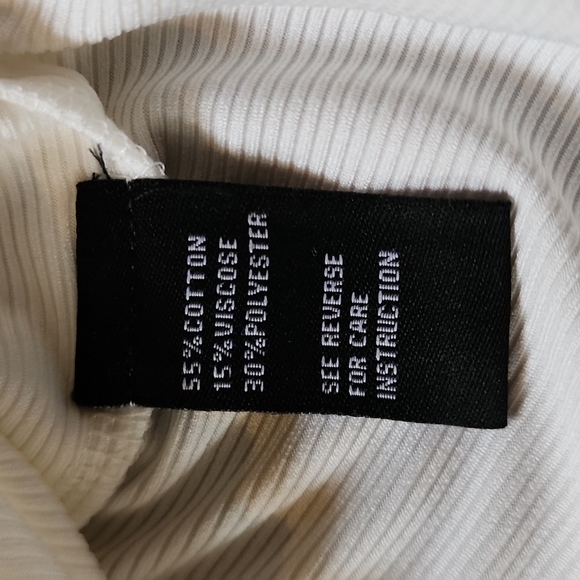 55%COTTON
15%VISCOSE
30%POLYESTER
SEE REVERSE
FOR CARE
INSTRUCTION